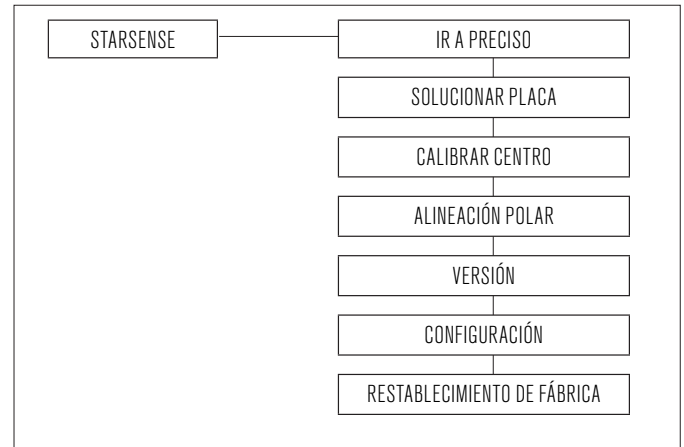 STARSENSE
IR A PRECISO
SOLUCIONAR PLACA
CALIBRAR CENTRO
ALINEACIÓN POLAR
VERSIÓN
CONFIGURACIÓN
RESTABLECIMIENTO DE FÁBRICA